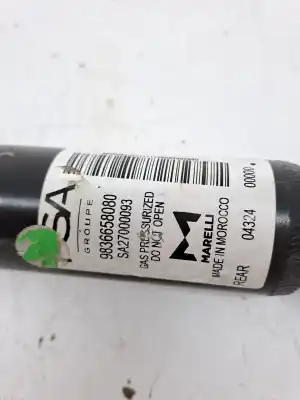 SA
GROUPE
9836658080
SA27000093
GAS PRESSURIZED
DO NOT OPEN
MARELLI
MADE IN MOROCCO
REAR
04324
00000